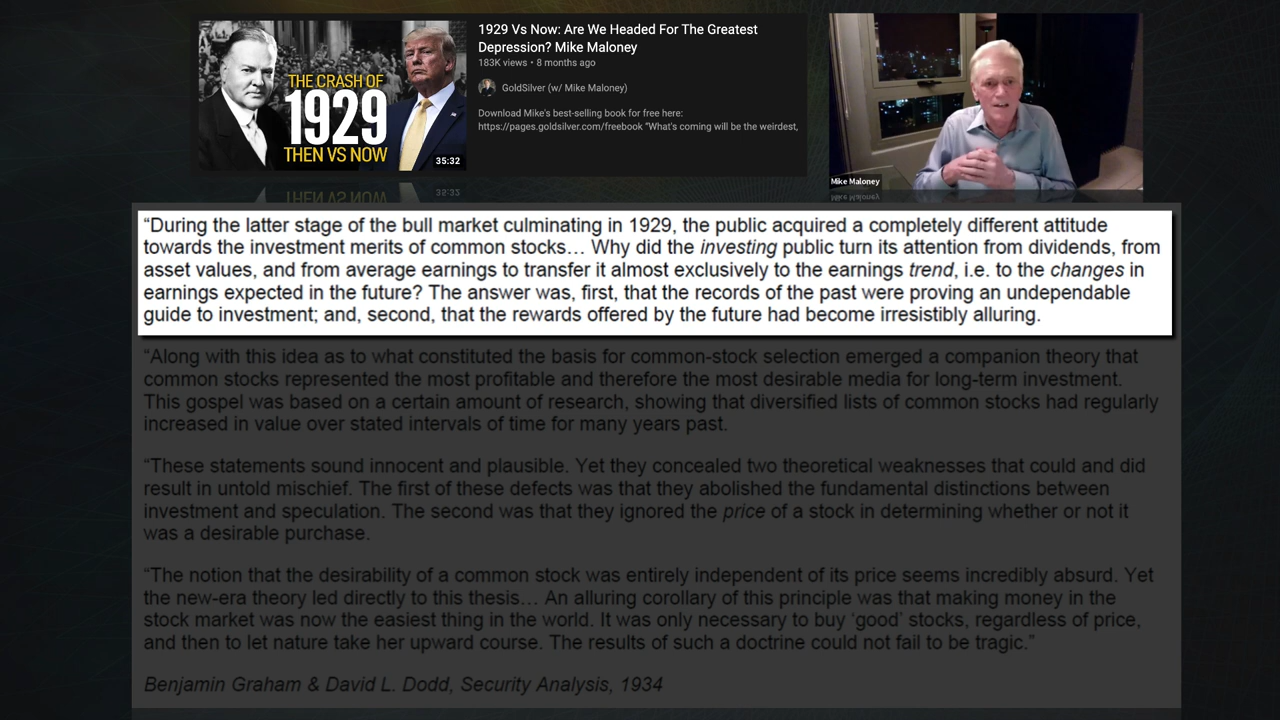 THE CRASH OF
1929
THEN VS NOW
35:32
1929 Vs Now: Are We Headed For The Greatest
Depression? Mike Maloney
183K views • 8 months ago
GoldSilver (w/ Mike Maloney)
Download Mike's best-selling book for free here:
https://pages.goldsilver.com/freebook "What's coming will be the weirdest,
Mike Maloney
“During the latter stage of the bull market culminating in 1929, the public acquired a completely different attitude
towards the investment merits of common stocks… Why did the investing public turn its attention from dividends, from
asset values, and from average earnings to transfer it almost exclusively to the earnings trend, i.e. to the changes in
earnings expected in the future? The answer was, first, that the records of the past were proving an undependable
guide to investment; and, second, that the rewards offered by the future had become irresistibly alluring.
“Along with this idea as to what constituted the basis for common-stock selection emerged a companion theory that
common stocks represented the most profitable and therefore the most desirable media for long-term investment.
This gospel was based on a certain amount of research, showing that diversified lists of common stocks had regularly
increased in value over stated intervals of time for many years past.
“These statements sound innocent and plausible. Yet they concealed two theoretical weaknesses that could and did
result in untold mischief. The first of these defects was that they abolished the fundamental distinctions between
investment and speculation. The second was that they ignored the price of a stock in determining whether or not it
was a desirable purchase.
“The notion that the desirability of a common stock was entirely independent of its price seems incredibly absurd. Yet
the new-era theory led directly to this thesis… An alluring corollary of this principle was that making money in the
stock market was now the easiest thing in the world. It was only necessary to buy ‘good’ stocks, regardless of price,
and then to let nature take her upward course. The results of such a doctrine could not fail to be tragic.”
Benjamin Graham & David L. Dodd, Security Analysis, 1934